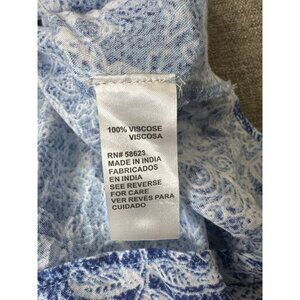 100% VISCOSE
VISCOSA
RN# 58623
MADE IN INDIA
FABRICADOS
EN INDIA
SEE REVERSE
FOR CARE
VER REVÉS PARA
CUIDADO